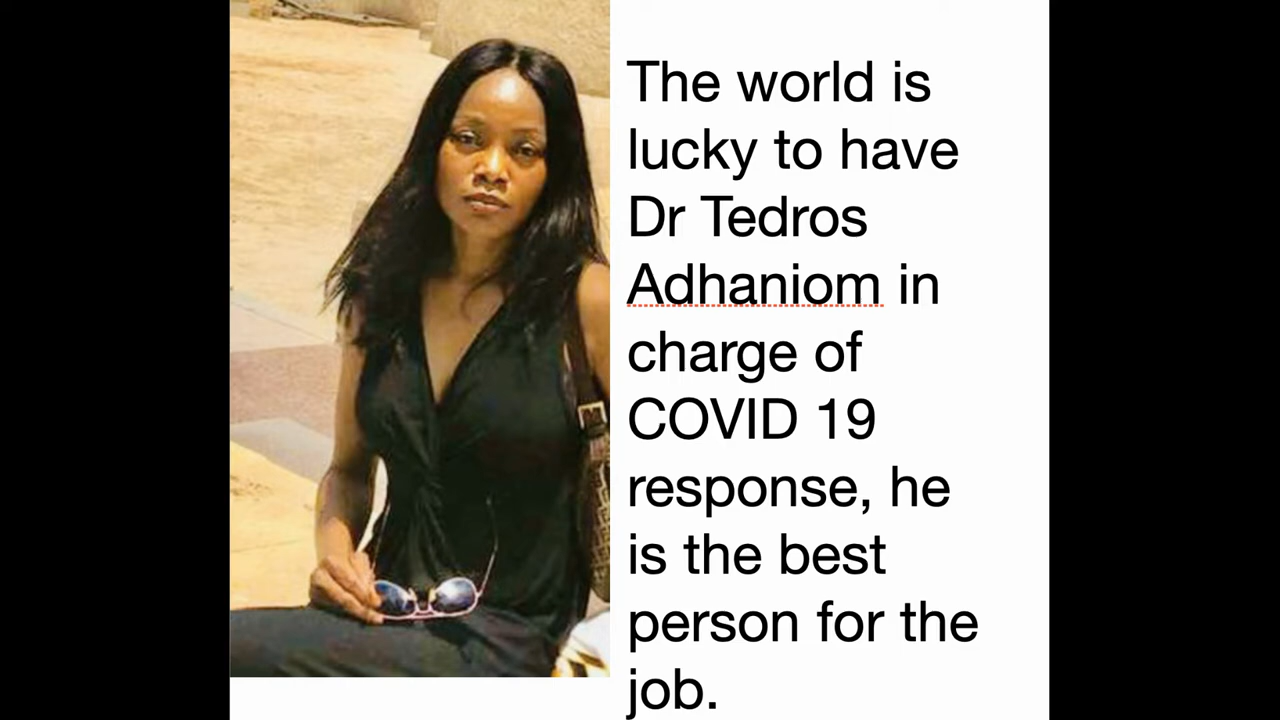 The world is
lucky to have
Dr Tedros
Adhaniom in
charge of
COVID 19
response, he
is the best
person for the
job.